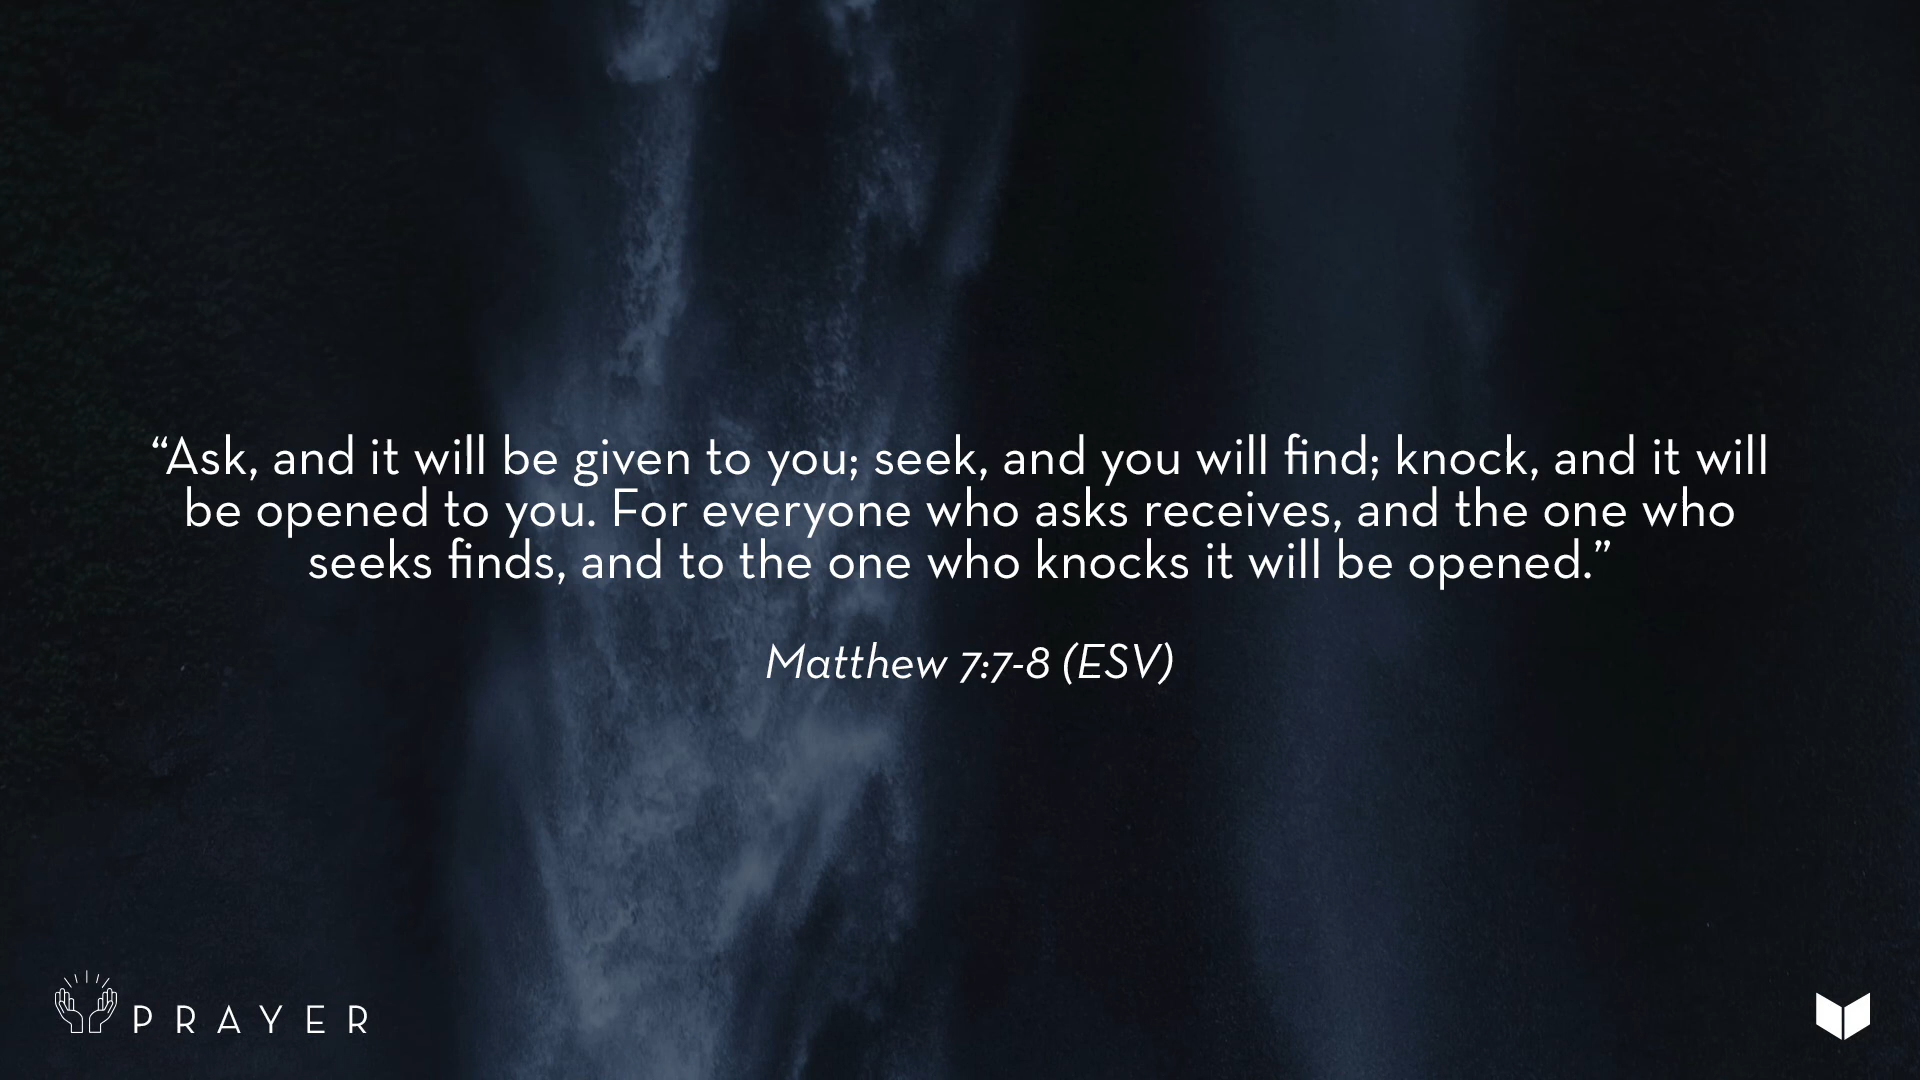 “Ask, and it will be given to you; seek, and you will find; knock, and it will
be opened to you. For everyone who asks receives, and the one who
seeks finds, and to the one who knocks it will be opened.”
Matthew 7:7-8 (ESV)
PRAYER